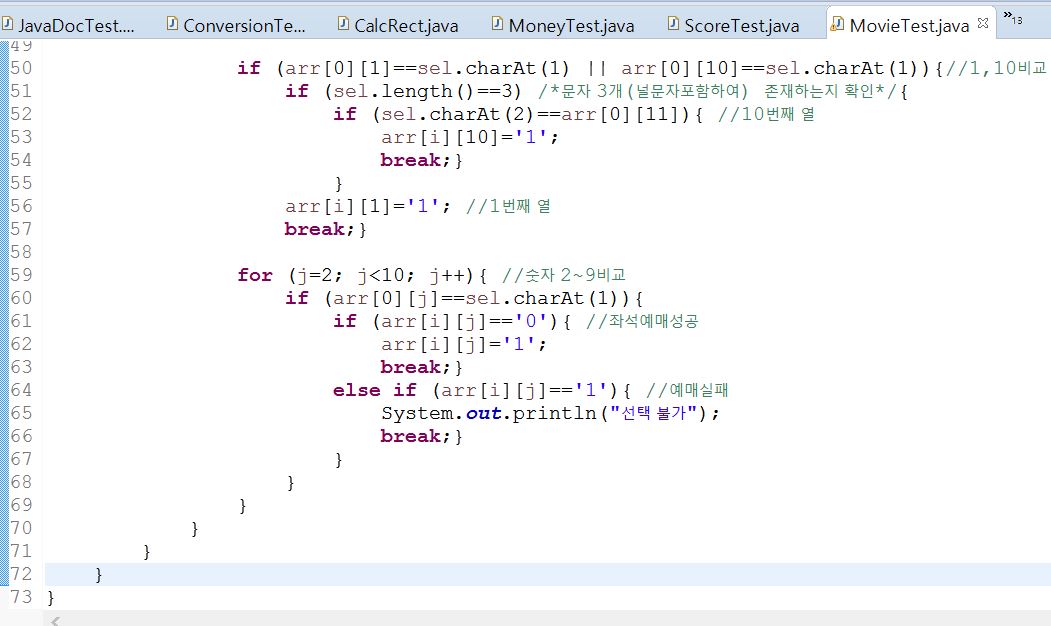 JavaDocTest.... ConversionTe... CalcRect.java MoneyTest.java ScoreTest.java MovieTest.java »13
49
50 if (arr[0][1]==sel.charAt(1) || arr[0][10]==sel.charAt(1)){//1,10비교
51 if (sel.length()==3) /*문자 3개(널문자포함하여) 존재하는지 확인*/{
52 if (sel.charAt(2)==arr[0][11]){ //10번째 열
53 arr[i][10]='1';
54 break;}
55 }
56 arr[i][1]='1'; //1번째 열
57 break;}
58
59 for (j=2; j<10; j++){ //숫자 2~9비교
60 if (arr[0][j]==sel.charAt(1)){
61 if (arr[i][j]=='0'){ //좌석예매성공
62 arr[i][j]='1';
63 break;}
64 else if (arr[i][j]=='1'){ //예매실패
65 System.out.println("선택 불가");
66 break;}
67 }
68 }
69 }
70 }
71 }
72 }
73 }